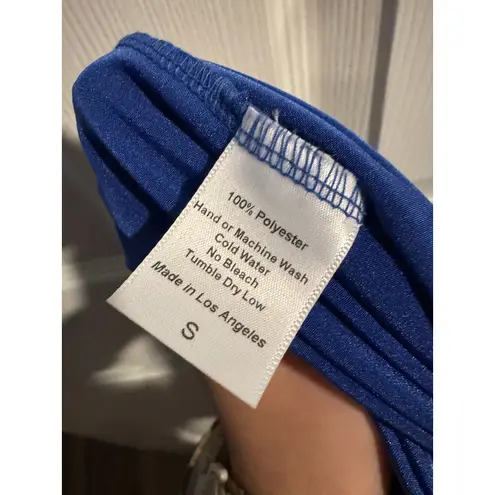 100% Polyester
Hand or Machine Wash
Cold Water
No Bleach
Tumble Dry Low
Made in Los Angeles
S